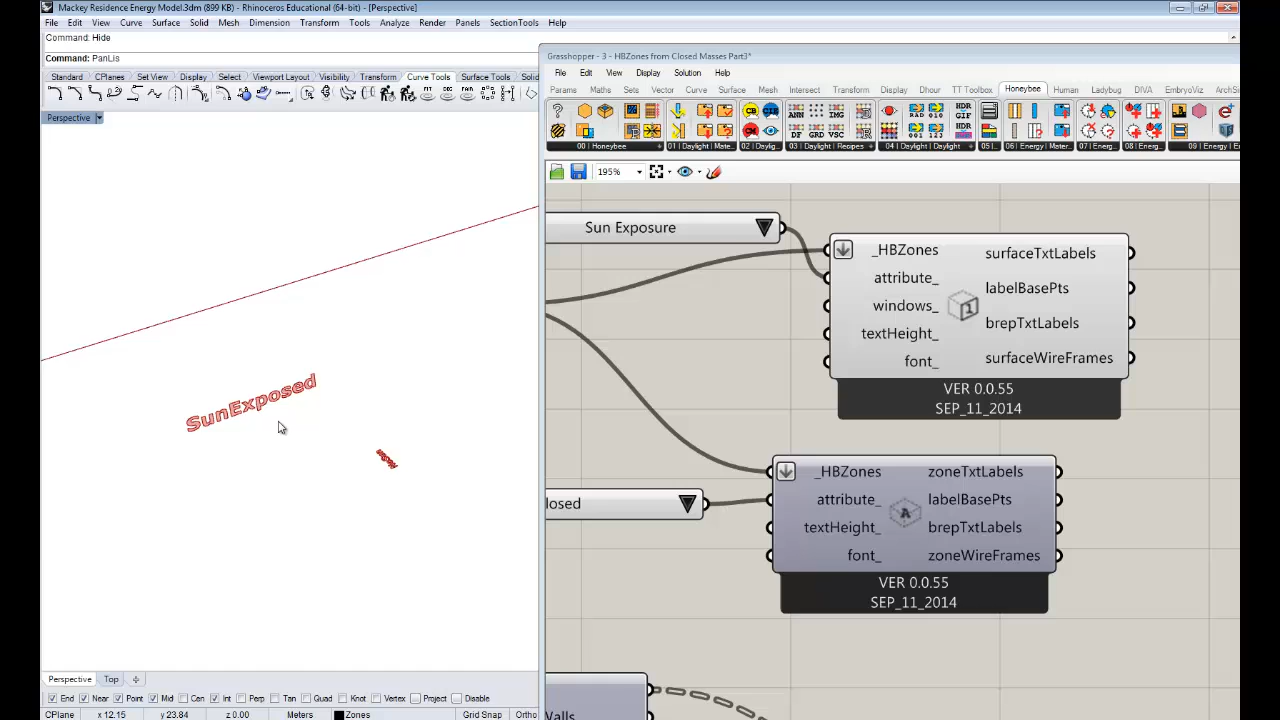 Mackey Residence Energy Model.3dm (899 KB) - Rhinoceros Educational (64-bit) - [Perspective]
File Edit View Curve Surface Solid Mesh Dimension Transform Tools Analyze Render Panels SectionTools Help
Command: Hide
Command: PanLis
Standard CPlanes Set View Display Select Viewport Layout Visibility Transform Curve Tools Surface Tools Solid
Perspective
SunExposed
Perspective Top
End Near Point Mid Cen Int Perp Tan Quad Knot Vertex Project Disable
CPlane x 12.15 y 23.84 z 0.00 Meters Zones Grid Snap Ortho
Grasshopper - 3 - HBZones from Closed Masses Part3*
File Edit View Display Solution Help
Params Maths Sets Vector Curve Surface Mesh Intersect Transform Display Dhour TT Toolbox Honeybee Human Ladybug DIVA EmbryoViz ArchSi
00 | Honeybee 01 | Daylight | Mate... 02 | Daylig... 03 | Daylight | Recipes 04 | Daylight | Daylight 05 |... 06 | Energy | Mater... 07 | Energ... 08 | Energ... 09 | Energy | E
195%
Sun Exposure
_HBZones
attribute_
windows_
textHeight_
font_
surfaceTxtLabels
labelBasePts
brepTxtLabels
surfaceWireFrames
VER 0.0.55
SEP_11_2014
losed
_HBZones
attribute_
textHeight_
font_
zoneTxtLabels
labelBasePts
brepTxtLabels
zoneWireFrames
VER 0.0.55
SEP_11_2014
Walls